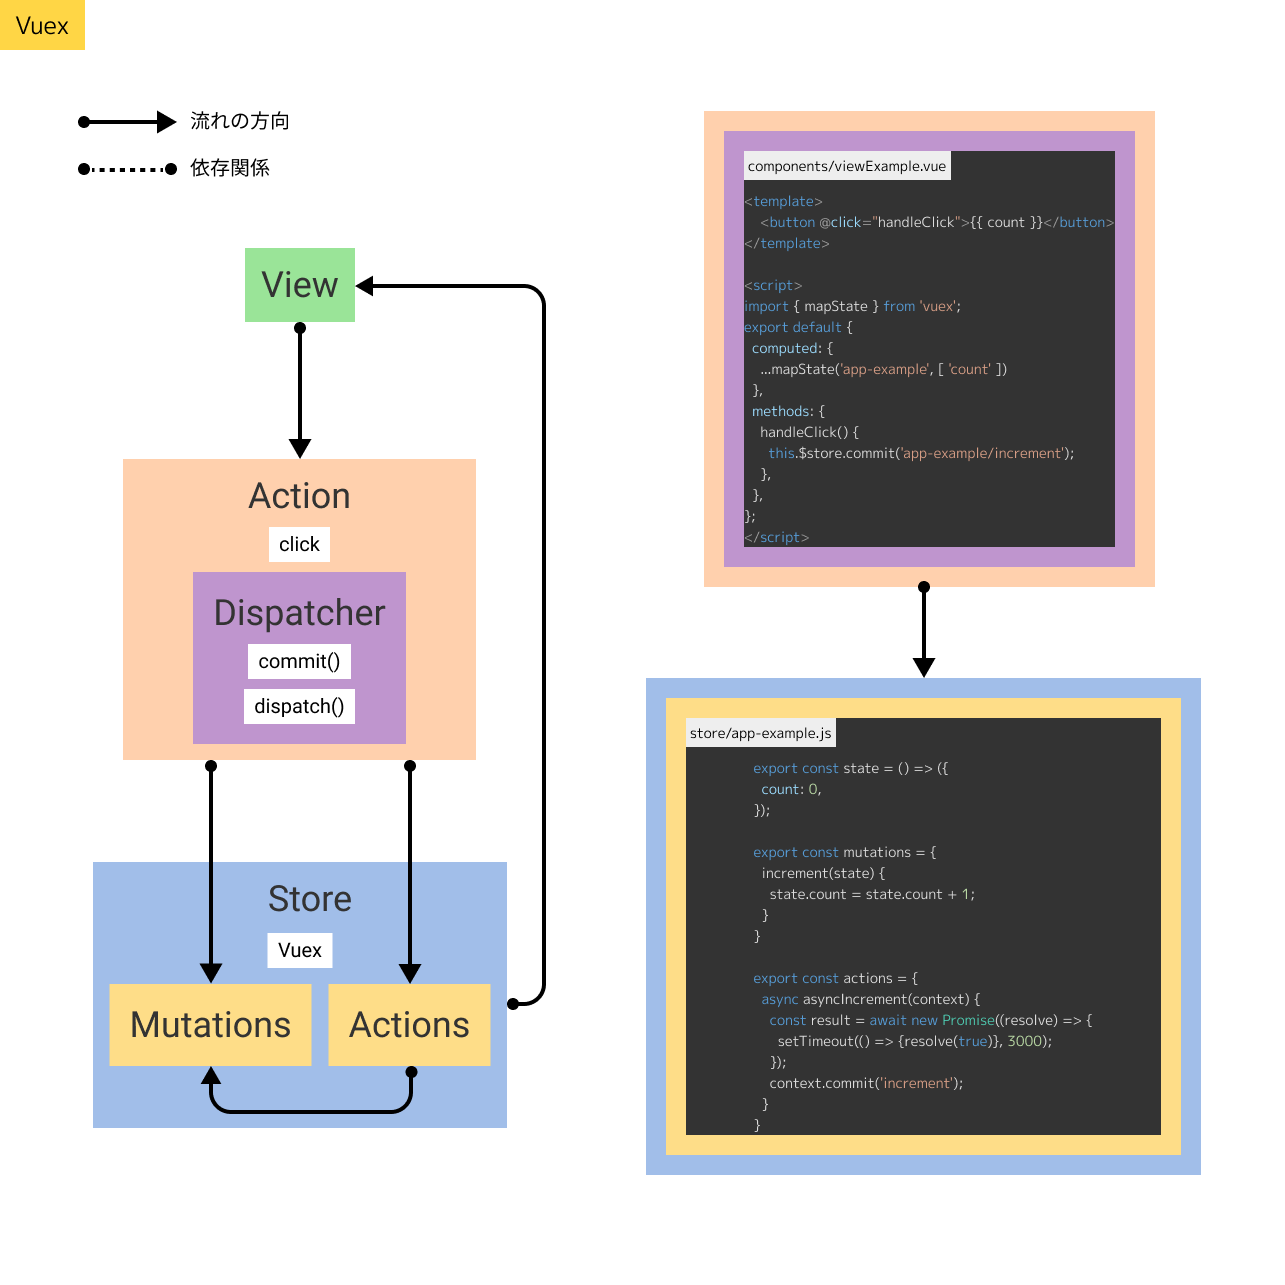 Vuex
流れの方向
依存関係
View
Action
click
Dispatcher
commit()
dispatch()
Store
Vuex
Mutations
Actions
components/viewExample.vue
<template>
  <button @click="handleClick">{{ count }}</button>
</template>

<script>
import { mapState } from 'vuex';
export default {
  computed: {
    ...mapState('app-example', [ 'count' ])
  },
  methods: {
    handleClick() {
      this.$store.commit('app-example/increment');
    },
  },
};
</script>
store/app-example.js
export const state = () => ({
  count: 0,
});

export const mutations = {
  increment(state) {
    state.count = state.count + 1;
  }
}

export const actions = {
  async asyncIncrement(context) {
    const result = await new Promise((resolve) => {
      setTimeout(() => {resolve(true)}, 3000);
    });
    context.commit('increment');
  }
}